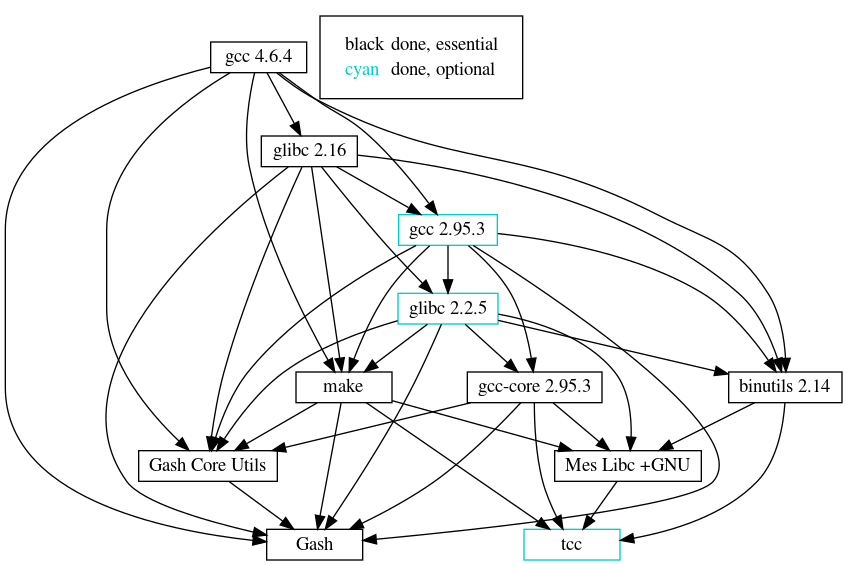 black done, essential
cyan done, optional
gcc 4.6.4
glibc 2.16
gcc 2.95.3
glibc 2.2.5
make
gcc-core 2.95.3
binutils 2.14
Gash Core Utils
Mes Libc +GNU
Gash
tcc